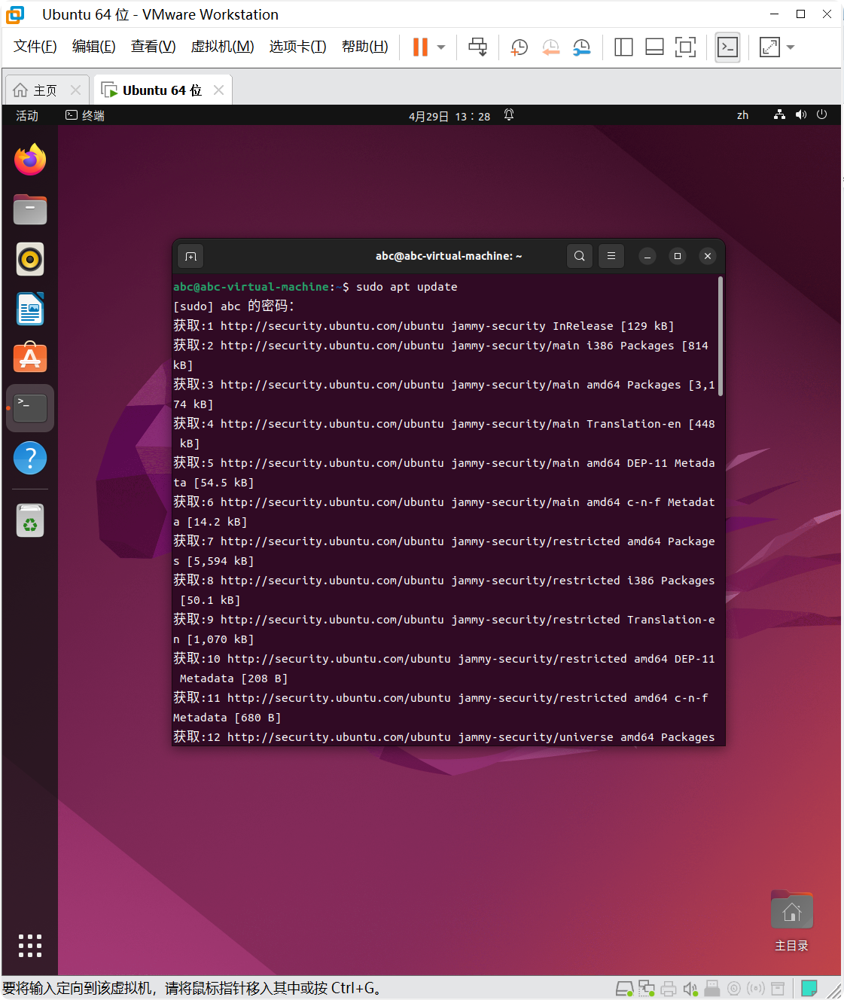 Ubuntu 64 位 - VMware Workstation
文件(F) 编辑(E) 查看(V) 虚拟机(M) 选项卡(T) 帮助(H)
主页 Ubuntu 64 位
活动 终端 4月29日 13：28 zh
abc@abc-virtual-machine: ~
abc@abc-virtual-machine:~$ sudo apt update
[sudo] abc 的密码：
获取:1 http://security.ubuntu.com/ubuntu jammy-security InRelease [129 kB]
获取:2 http://security.ubuntu.com/ubuntu jammy-security/main i386 Packages [814
kB]
获取:3 http://security.ubuntu.com/ubuntu jammy-security/main amd64 Packages [3,1
74 kB]
获取:4 http://security.ubuntu.com/ubuntu jammy-security/main Translation-en [448
kB]
获取:5 http://security.ubuntu.com/ubuntu jammy-security/main amd64 DEP-11 Metada
ta [54.5 kB]
获取:6 http://security.ubuntu.com/ubuntu jammy-security/main amd64 c-n-f Metadat
a [14.2 kB]
获取:7 http://security.ubuntu.com/ubuntu jammy-security/restricted amd64 Package
s [5,594 kB]
获取:8 http://security.ubuntu.com/ubuntu jammy-security/restricted i386 Packages
[50.1 kB]
获取:9 http://security.ubuntu.com/ubuntu jammy-security/restricted Translation-e
n [1,070 kB]
获取:10 http://security.ubuntu.com/ubuntu jammy-security/restricted amd64 DEP-11
Metadata [208 B]
获取:11 http://security.ubuntu.com/ubuntu jammy-security/restricted amd64 c-n-f
Metadata [680 B]
获取:12 http://security.ubuntu.com/ubuntu jammy-security/universe amd64 Packages
主目录
要将输入定向到该虚拟机，请将鼠标指针移入其中或按 Ctrl+G。